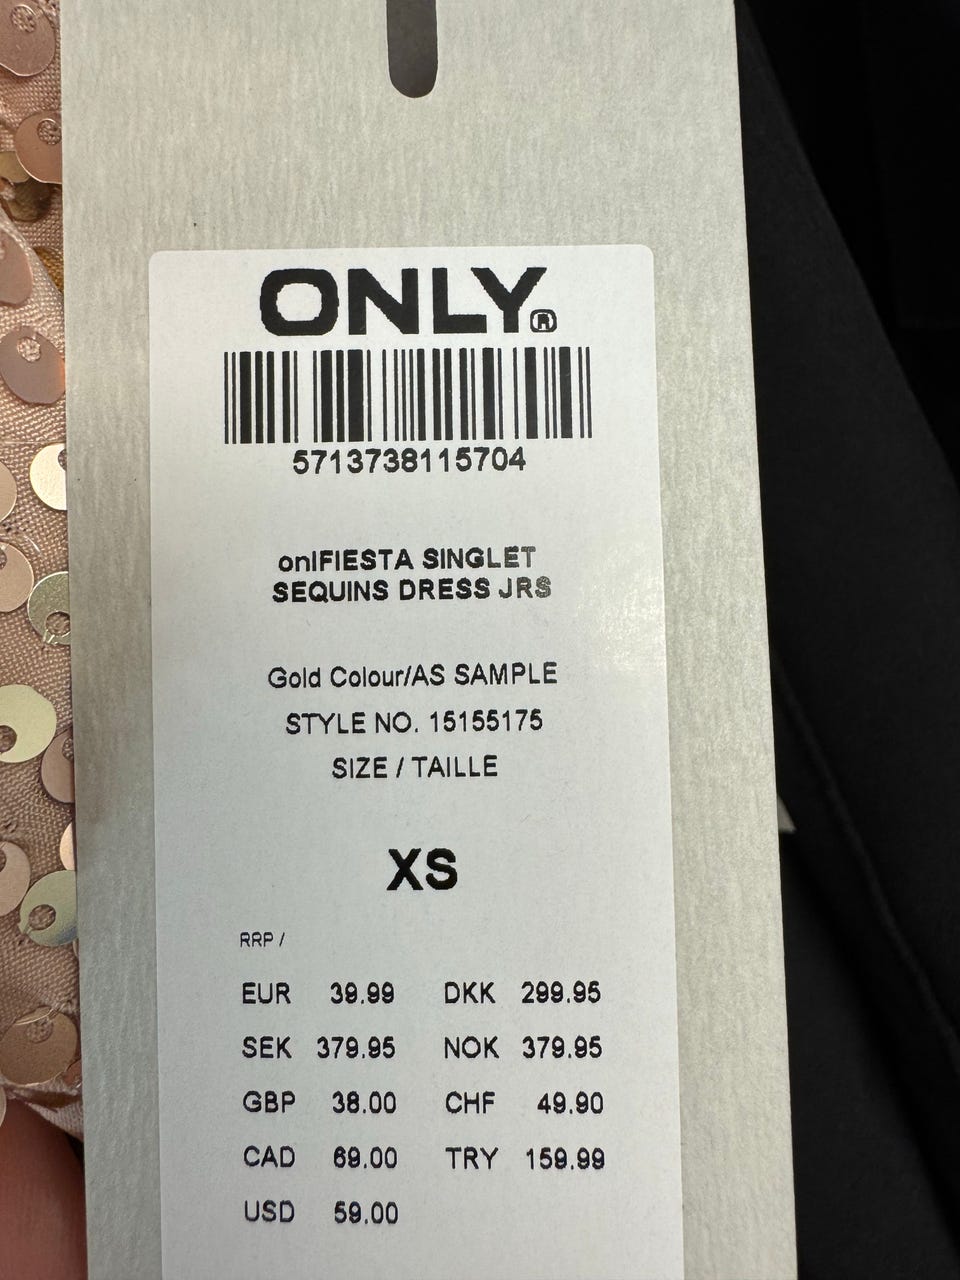 ONLY®
5713738115704
onlFIESTA SINGLET
SEQUINS DRESS JRS
Gold Colour/AS SAMPLE
STYLE NO. 15155175
SIZE / TAILLE
XS
RRP /
EUR 39.99 DKK 299.95
SEK 379.95 NOK 379.95
GBP 38.00 CHF 49.90
CAD 69.00 TRY 159.99
USD 59.00